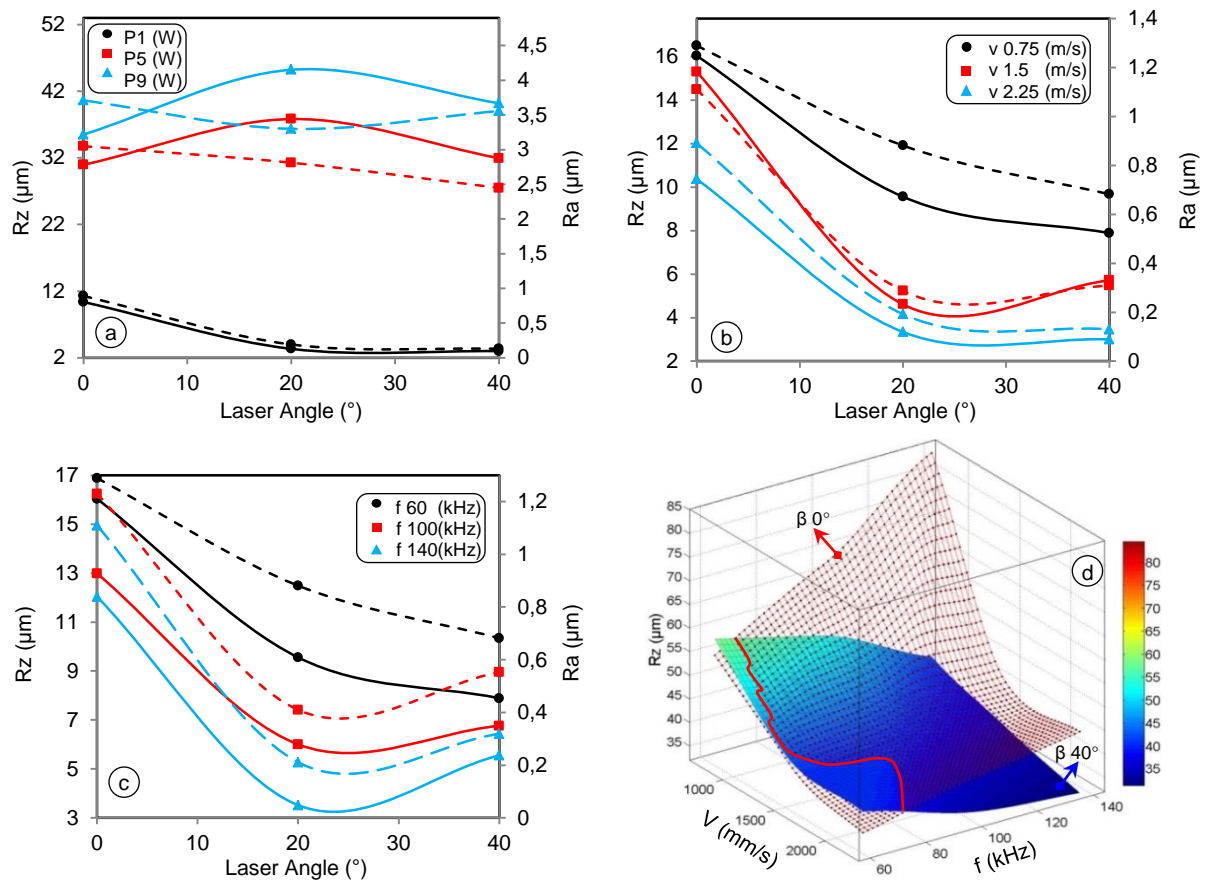 P1 (W)
P5 (W)
P9 (W)
52
42
32
22
12
2
Rz (µm)
4,5
4
3,5
3
2,5
2
1,5
1
0,5
0
Ra (µm)
a
0 10 20 30 40
Laser Angle (°)
v 0.75 (m/s)
v 1.5 (m/s)
v 2.25 (m/s)
16
14
12
10
8
6
4
2
Rz (µm)
1,4
1,2
1
0,8
0,6
0,4
0,2
0
Ra (µm)
b
0 10 20 30 40
Laser Angle (°)
f 60 (kHz)
f 100(kHz)
f 140(kHz)
17
15
13
11
9
7
5
3
Rz (µm)
1,2
1
0,8
0,6
0,4
0,2
0
Ra (µm)
c
0 10 20 30 40
Laser Angle (°)
85
80
75
70
65
60
55
50
45
40
35
Rz (µm)
β 0°
d
β 40°
1000
1500
2000
V (mm/s)
60
80
100
120
140
f (kHz)
80
75
70
65
60
55
50
45
40
35